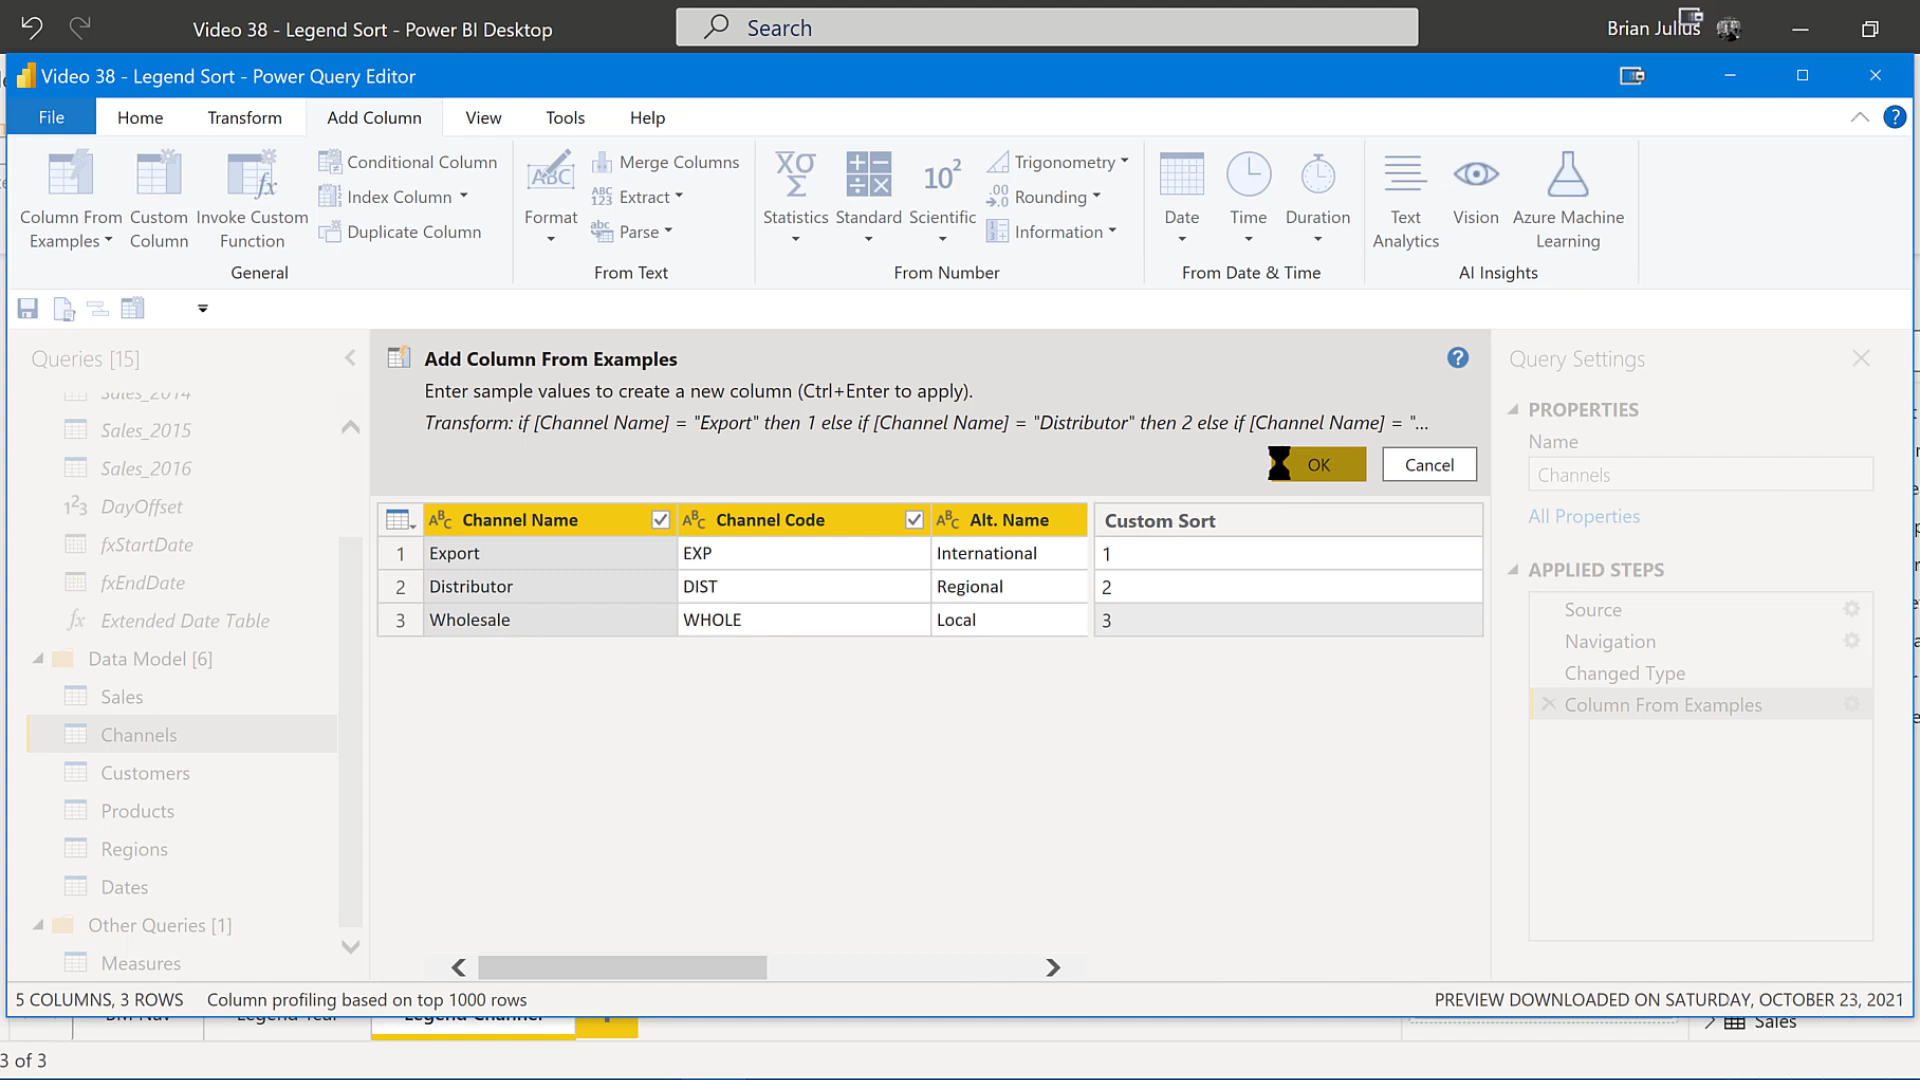 Video 38 - Legend Sort - Power BI Desktop
Search
Brian Julius
Video 38 - Legend Sort - Power Query Editor
File
Home
Transform
Add Column
View
Tools
Help
Column From Examples
Custom Column
Invoke Custom Function
Conditional Column
Index Column
Duplicate Column
General
Format
Merge Columns
Extract
Parse
From Text
Statistics
Standard
Scientific
Trigonometry
Rounding
Information
From Number
Date
Time
Duration
From Date & Time
Text Analytics
Vision
Azure Machine Learning
AI Insights
Queries [15]
Sales_2014
Sales_2015
Sales_2016
DayOffset
fxStartDate
fxEndDate
Extended Date Table
Data Model [6]
Sales
Channels
Customers
Products
Regions
Dates
Other Queries [1]
Measures
Add Column From Examples
Enter sample values to create a new column (Ctrl+Enter to apply).
Transform: if [Channel Name] = "Export" then 1 else if [Channel Name] = "Distributor" then 2 else if [Channel Name] = "...
OK
Cancel
Channel Name
Channel Code
Alt. Name
Custom Sort
1 Export EXP International 1
2 Distributor DIST Regional 2
3 Wholesale WHOLE Local 3
Query Settings
PROPERTIES
Name
Channels
All Properties
APPLIED STEPS
Source
Navigation
Changed Type
Column From Examples
5 COLUMNS, 3 ROWS
Column profiling based on top 1000 rows
PREVIEW DOWNLOADED ON SATURDAY, OCTOBER 23, 2021
Legend Year
Legend Channel
Sales
3 of 3